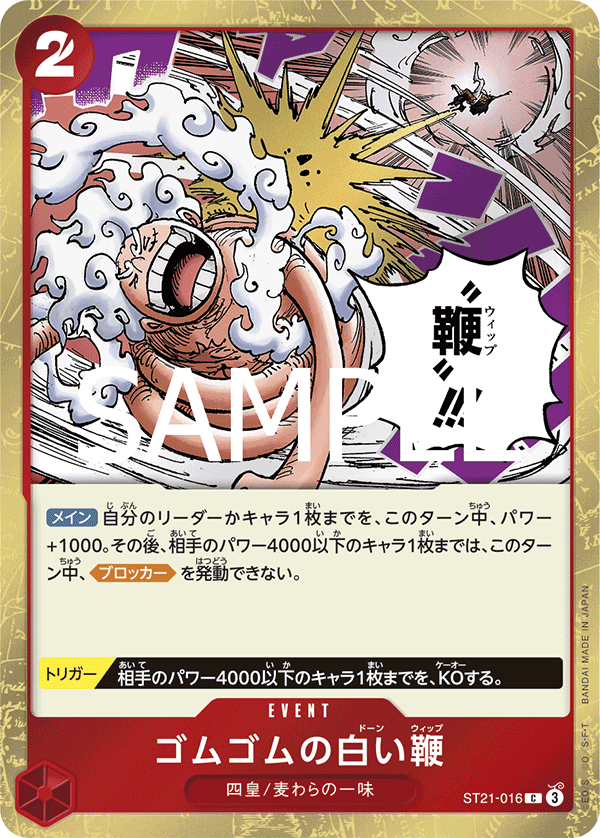 2
ウィップ
〝鞭〟!!!
SAMPLE
メイン 自分のリーダーかキャラ1枚までを、このターン中、パワー
+1000。その後、相手のパワー4000以下のキャラ1枚までは、このター
ン中、ブロッカー を発動できない。
トリガー 相手のパワー4000以下のキャラ1枚までを、KOする。
EVENT
ドーン ウィップ
ゴムゴムの白い鞭
四皇/麦わらの一味
ST21-016 C 3
BANDAI MADE IN JAPAN